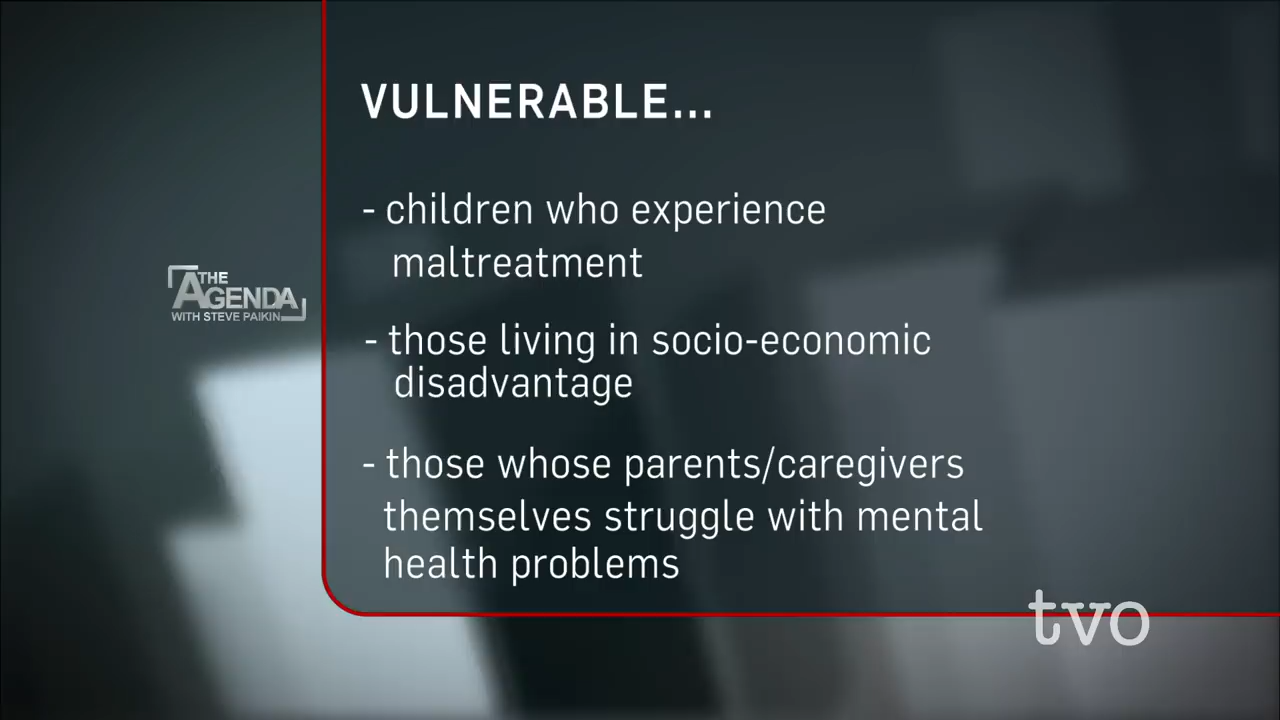 VULNERABLE...
- children who experience
maltreatment
THE
AGENDA
WITH STEVE PAIKIN
- those living in socio-economic
disadvantage
- those whose parents/caregivers
themselves struggle with mental
health problems
tvo